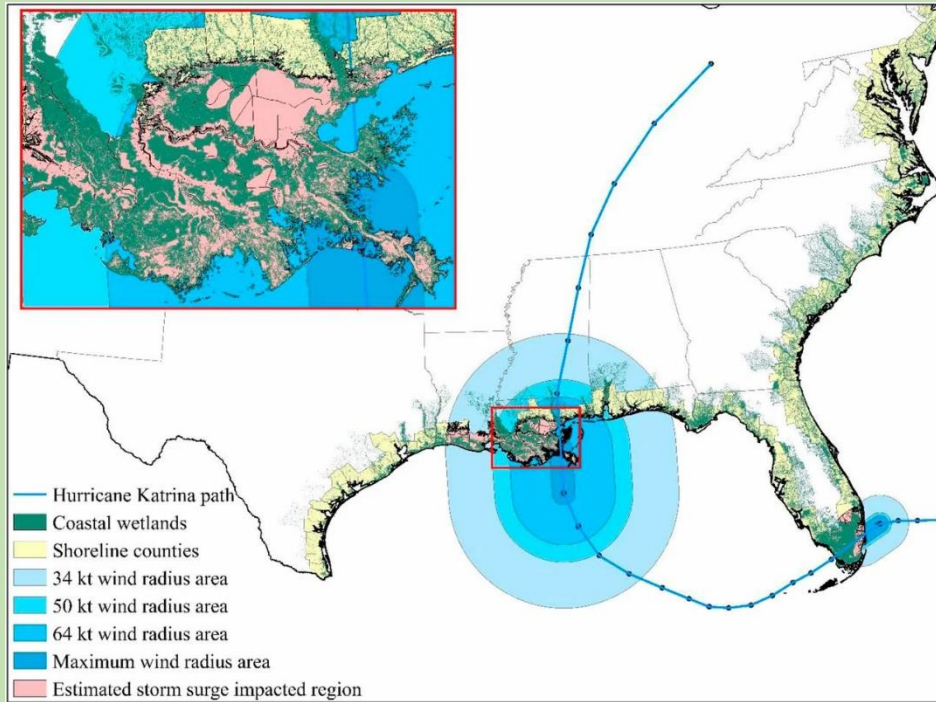 Hurricane Katrina path
Coastal wetlands
Shoreline counties
34 kt wind radius area
50 kt wind radius area
64 kt wind radius area
Maximum wind radius area
Estimated storm surge impacted region